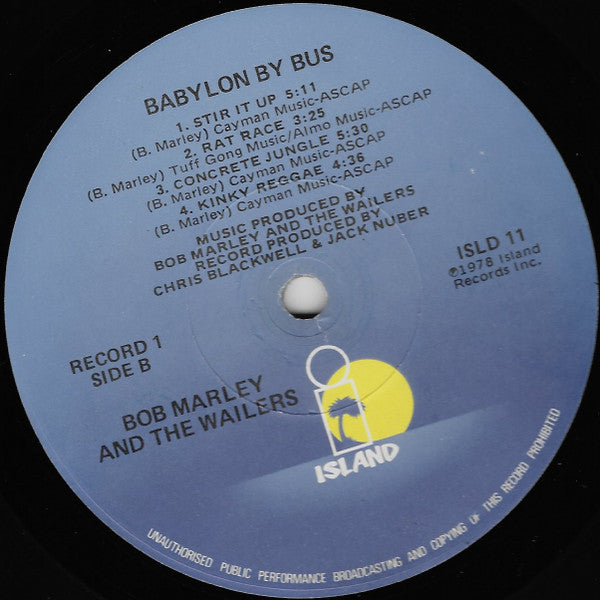 BABYLON BY BUS
1. STIR IT UP 5:11
(B. Marley) Cayman Music-ASCAP
2. RAT RACE 3:25
(B. Marley) Tuff Gong Music/Almo Music-ASCAP
3. CONCRETE JUNGLE 5:30
(B. Marley) Cayman Music-ASCAP
4. KINKY REGGAE 4:36
(B. Marley) Cayman Music-ASCAP
MUSIC PRODUCED BY
BOB MARLEY AND THE WAILERS
RECORD PRODUCED BY
CHRIS BLACKWELL & JACK NUBER
ISLD 11
℗1978 Island
Records Inc.
RECORD 1
SIDE B
BOB MARLEY
AND THE WAILERS
ISLAND
UNAUTHORISED PUBLIC PERFORMANCE BROADCASTING AND COPYING OF THIS RECORD PROHIBITED